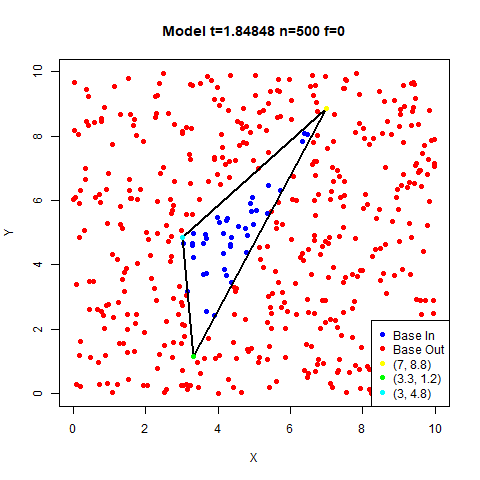 Model t=1.84848 n=500 f=0
Y
10
8
6
4
2
0
Base In
Base Out
(7, 8.8)
(3.3, 1.2)
(3, 4.8)
0 2 4 6 8 10
X